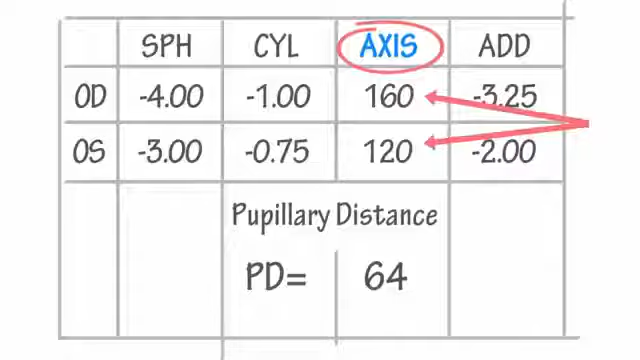 SPH CYL AXIS ADD
OD -4.00 -1.00 160 -3.25
OS -3.00 -0.75 120 -2.00
Pupillary Distance
PD= 64